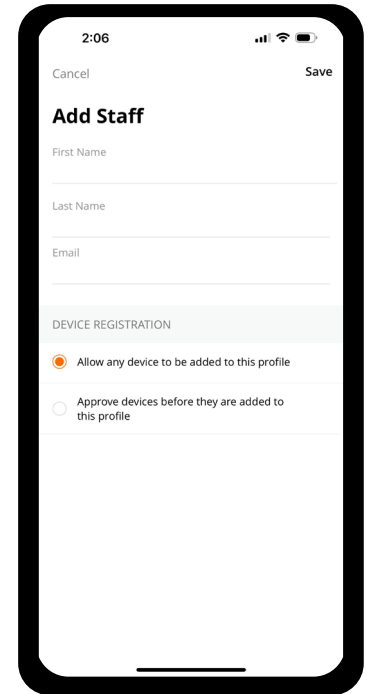 2:06
Cancel
Save
Add Staff
First Name
Last Name
Email
DEVICE REGISTRATION
Allow any device to be added to this profile
Approve devices before they are added to
this profile